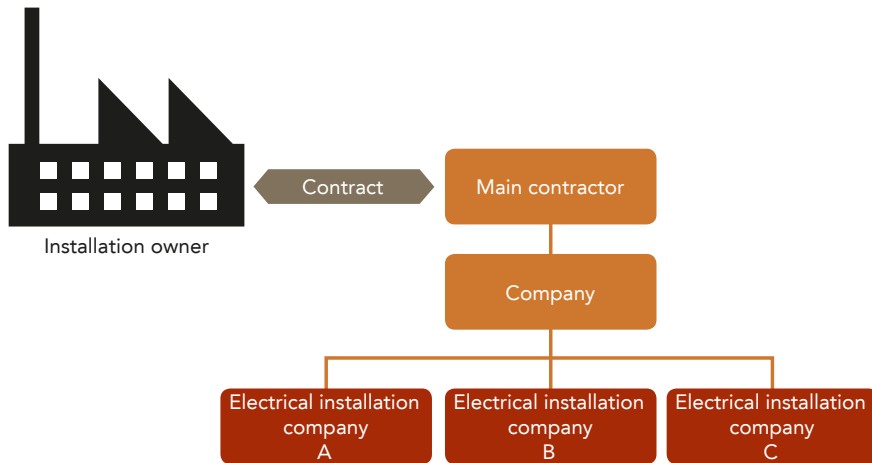 Contract
Main contractor
Installation owner
Company
Electrical installation
company
A
Electrical installation
company
B
Electrical installation
company
C